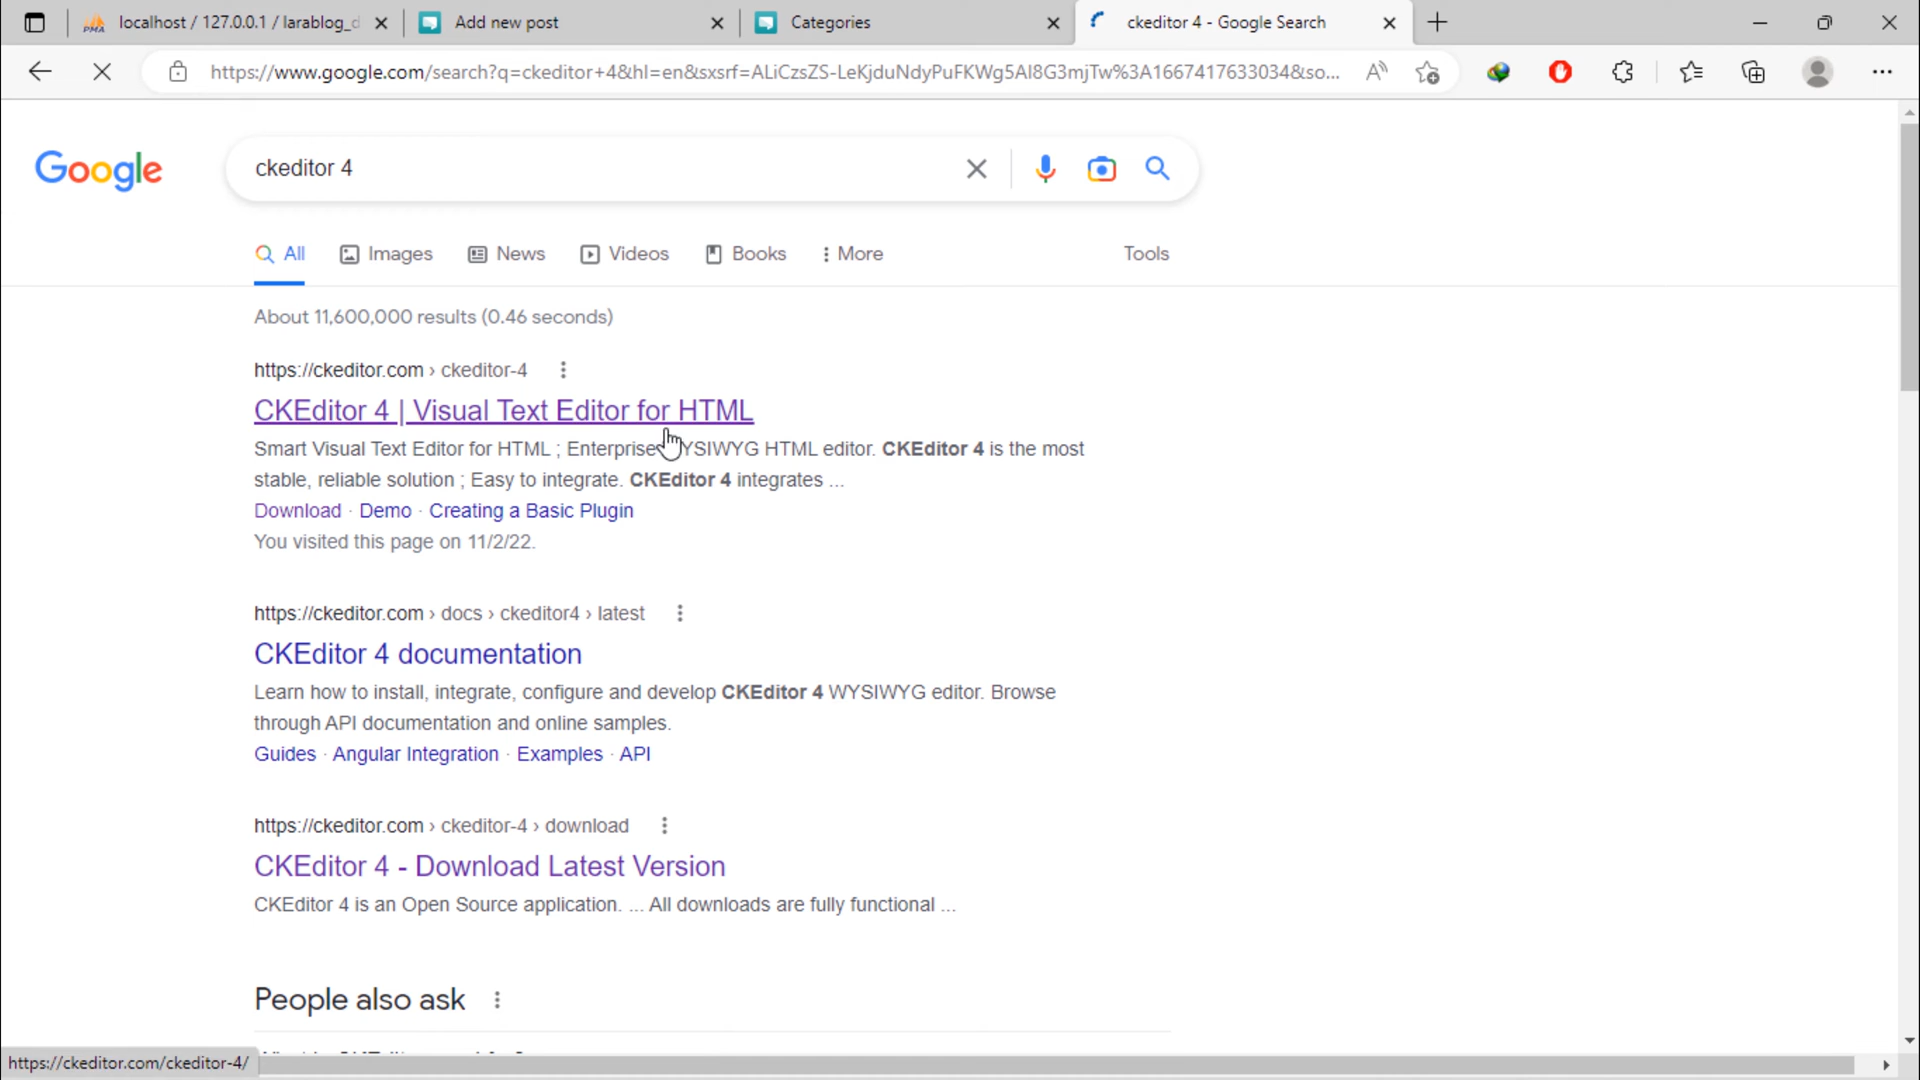 localhost / 127.0.0.1 / larablog_d
Add new post
Categories
ckeditor 4 - Google Search
https://www.google.com/search?q=ckeditor+4&hl=en&sxsrf=ALiCzsZS-LeKjduNdyPuFKWg5AI8G3mjTw%3A1667417633034&so...
Google
ckeditor 4
All
Images
News
Videos
Books
More
Tools
About 11,600,000 results (0.46 seconds)
https://ckeditor.com › ckeditor-4
CKEditor 4 | Visual Text Editor for HTML
Smart Visual Text Editor for HTML ; Enterprise WYSIWYG HTML editor. CKEditor 4 is the most
stable, reliable solution ; Easy to integrate. CKEditor 4 integrates ...
Download · Demo · Creating a Basic Plugin
You visited this page on 11/2/22.
https://ckeditor.com › docs › ckeditor4 › latest
CKEditor 4 documentation
Learn how to install, integrate, configure and develop CKEditor 4 WYSIWYG editor. Browse
through API documentation and online samples.
Guides · Angular Integration · Examples · API
https://ckeditor.com › ckeditor-4 › download
CKEditor 4 - Download Latest Version
CKEditor 4 is an Open Source application. ... All downloads are fully functional ...
People also ask
https://ckeditor.com/ckeditor-4/